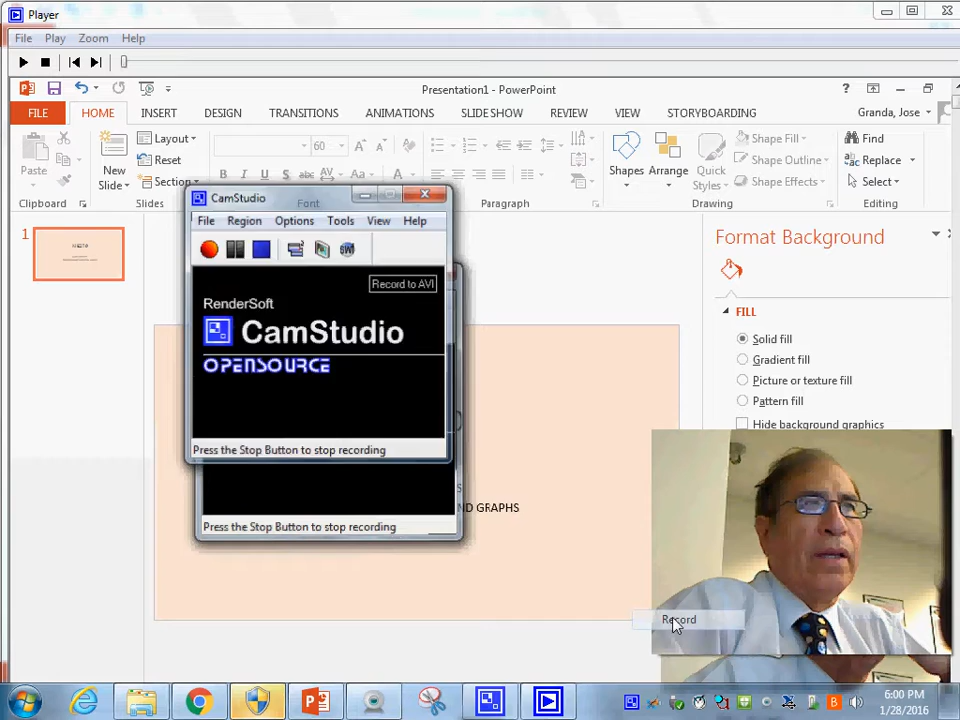 Player
File Play Zoom Help
Presentation1 - PowerPoint
FILE HOME INSERT DESIGN TRANSITIONS ANIMATIONS SLIDE SHOW REVIEW VIEW STORYBOARDING Granda, Jose
Paste New Slide Layout Reset Section
60
B I U S abc AV Aa A
Shapes Arrange Quick Styles Shape Fill Shape Outline Shape Effects
Find Replace Select
Clipboard Slides Font Paragraph Drawing Editing
1
CamStudio
File Region Options Tools View Help
Record to AVI
RenderSoft
CamStudio
OPENSOURCE
Press the Stop Button to stop recording
Press the Stop Button to stop recording
ND GRAPHS
Format Background
FILL
Solid fill
Gradient fill
Picture or texture fill
Pattern fill
Hide background graphics
Record
6:00 PM
1/28/2016